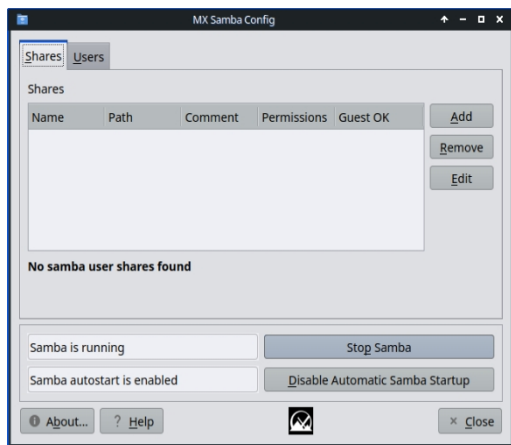 MX Samba Config
Shares Users
Shares
Name Path Comment Permissions Guest OK
Add
Remove
Edit
No samba user shares found
Samba is running Stop Samba
Samba autostart is enabled Disable Automatic Samba Startup
About... ? Help × Close